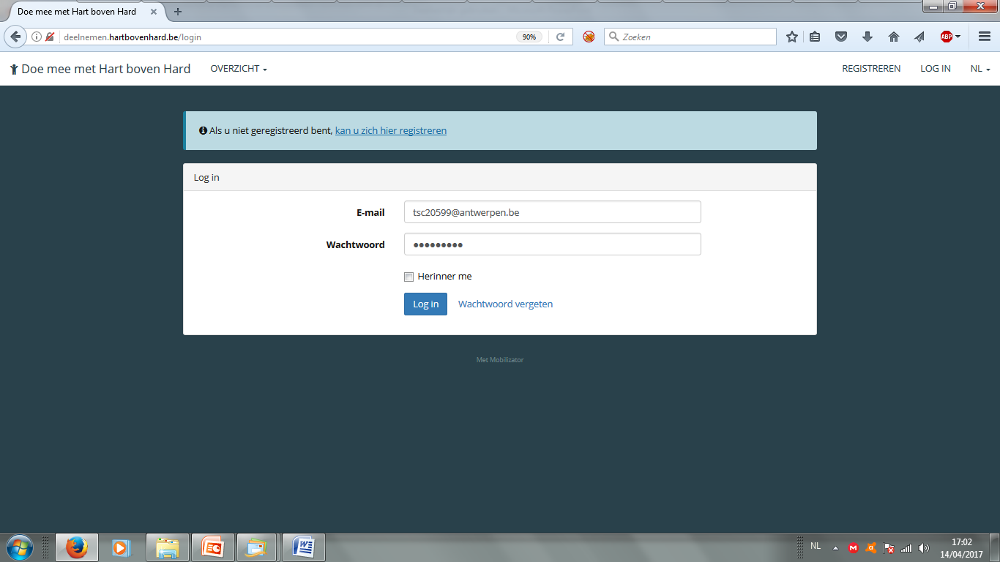 Doe mee met Hart boven Hard
deelnemen.hartbovenhard.be/login
90%
Zoeken
ABP
Doe mee met Hart boven Hard
OVERZICHT
REGISTREREN
LOG IN
NL
Als u niet geregistreerd bent, kan u zich hier registreren
Log in
E-mail
tsc20599@antwerpen.be
Wachtwoord
●●●●●●●●●
Herinner me
Log in
Wachtwoord vergeten
Met Mobilizator
NL
17:02
14/04/2017